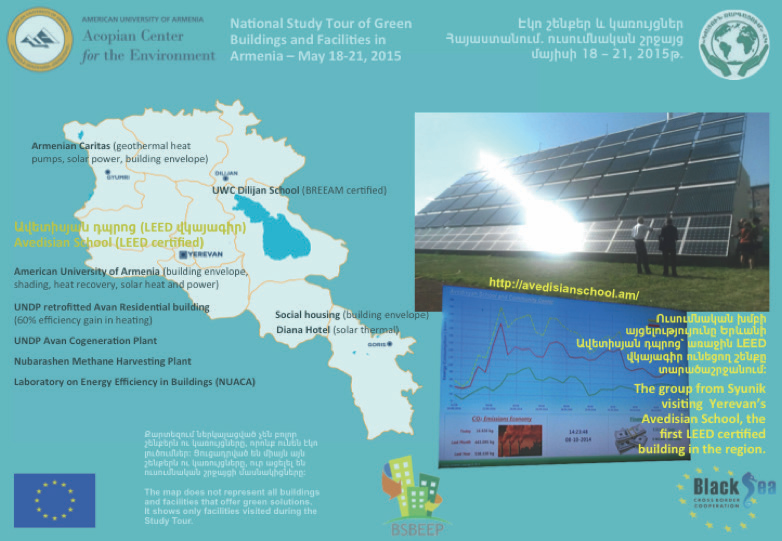 AMERICAN UNIVERSITY OF ARMENIA
Acopian Center
for the Environment
National Study Tour of Green
Buildings and Facilities in
Armenia – May 18-21, 2015
Էկո շենքեր և կառույցներ
Հայաստանում. ուսումնական շրջայց
մայիսի 18 – 21, 2015թ.
Armenian Caritas (geothermal heat
pumps, solar power, building envelope)
GYUMRI
DILIJAN
UWC Dilijan School (BREEAM certified)
Ավետիսյան դպրոց (LEED վկայագիր)
Avedisian School (LEED certified)
YEREVAN
American University of Armenia (building envelope,
shading, heat recovery, solar heat and power)
UNDP retrofitted Avan Residential building
(60% efficiency gain in heating)
Social housing (building envelope)
Diana Hotel (solar thermal)
GORIS
UNDP Avan Cogeneration Plant
Nubarashen Methane Harvesting Plant
Laboratory on Energy Efficiency in Buildings (NUACA)
http://avedisianschool.am/
CO₂ Emissions Economy
Today
Last Month
Last Year
14:23:48
08-10-2014
Ուսումնական խմբի
այցելությունը Երևանի
Ավետիսյան դպրոց՝ առաջին LEED
վկայագիր ունեցող շենքը
տարածաշրջանում:
The group from Syunik
visiting Yerevan's
Avedisian School, the
first LEED certified
building in the region.
Քարտեզում ներկայացված չեն բոլոր
շենքերն ու կառույցները, որոնք ունեն էկո
լուծումներ: Ցուցադրված են միայն այն
շենքերն ու կառույցները, ուր այցելել են
ուսումնական շրջայցի մասնակիցները:
The map does not represent all buildings
and facilities that offer green solutions.
It shows only facilities visited during the
Study Tour.
BSBEEP
Black Sea
CROSS BORDER
COOPERATION